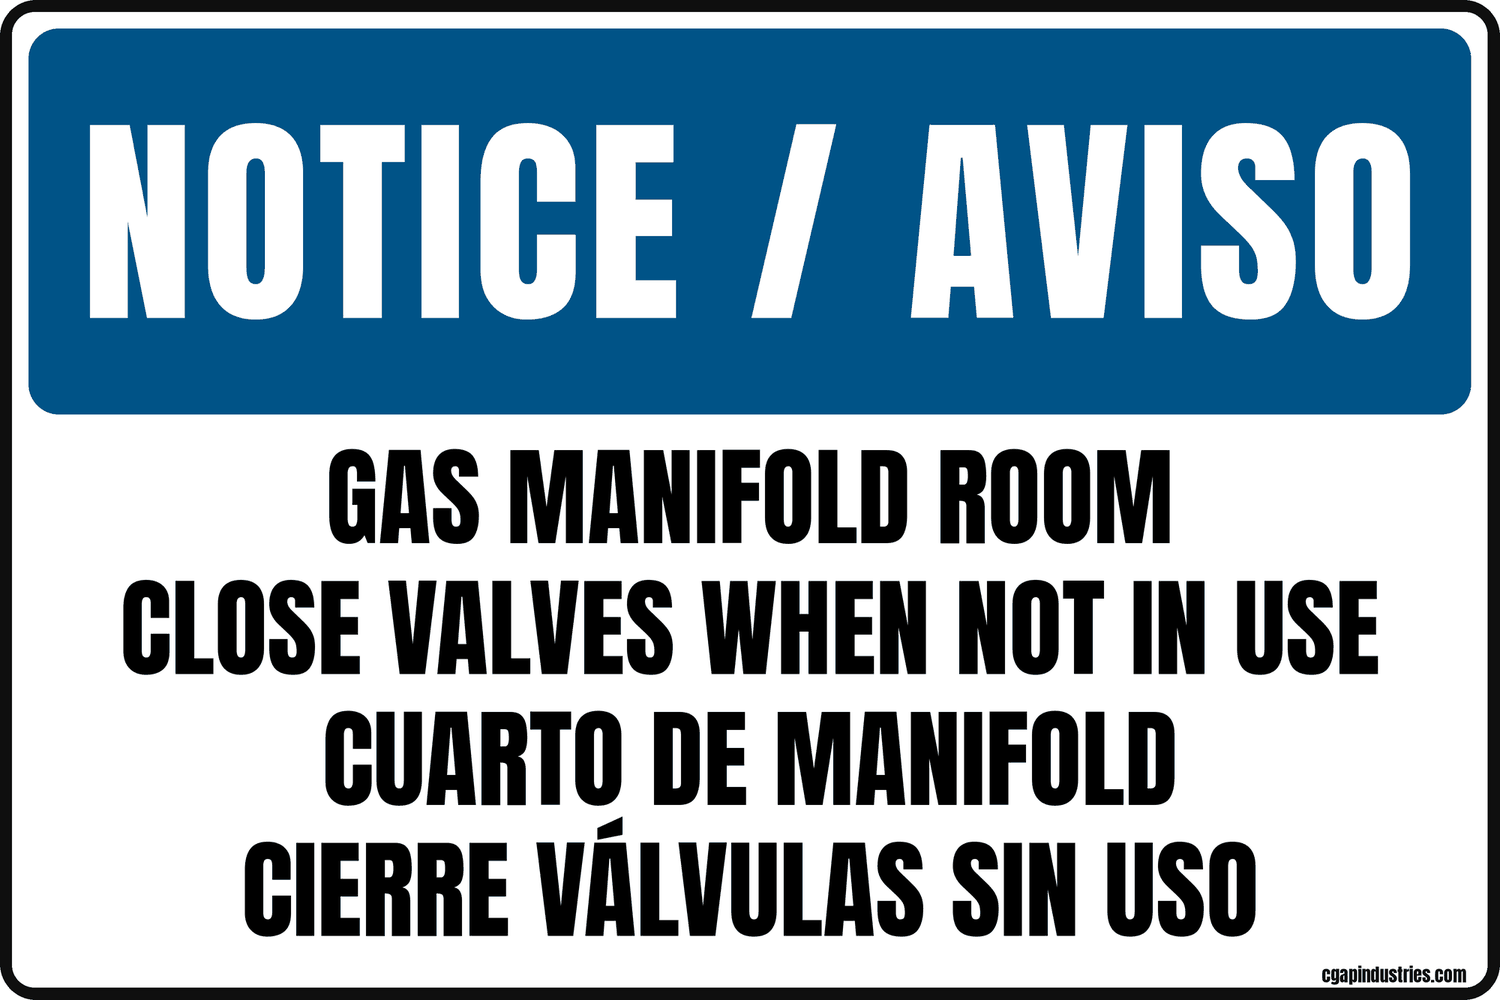 NOTICE / AVISO
GAS MANIFOLD ROOM
CLOSE VALVES WHEN NOT IN USE
CUARTO DE MANIFOLD
CIERRE VÁLVULAS SIN USO
cgapindustries.com